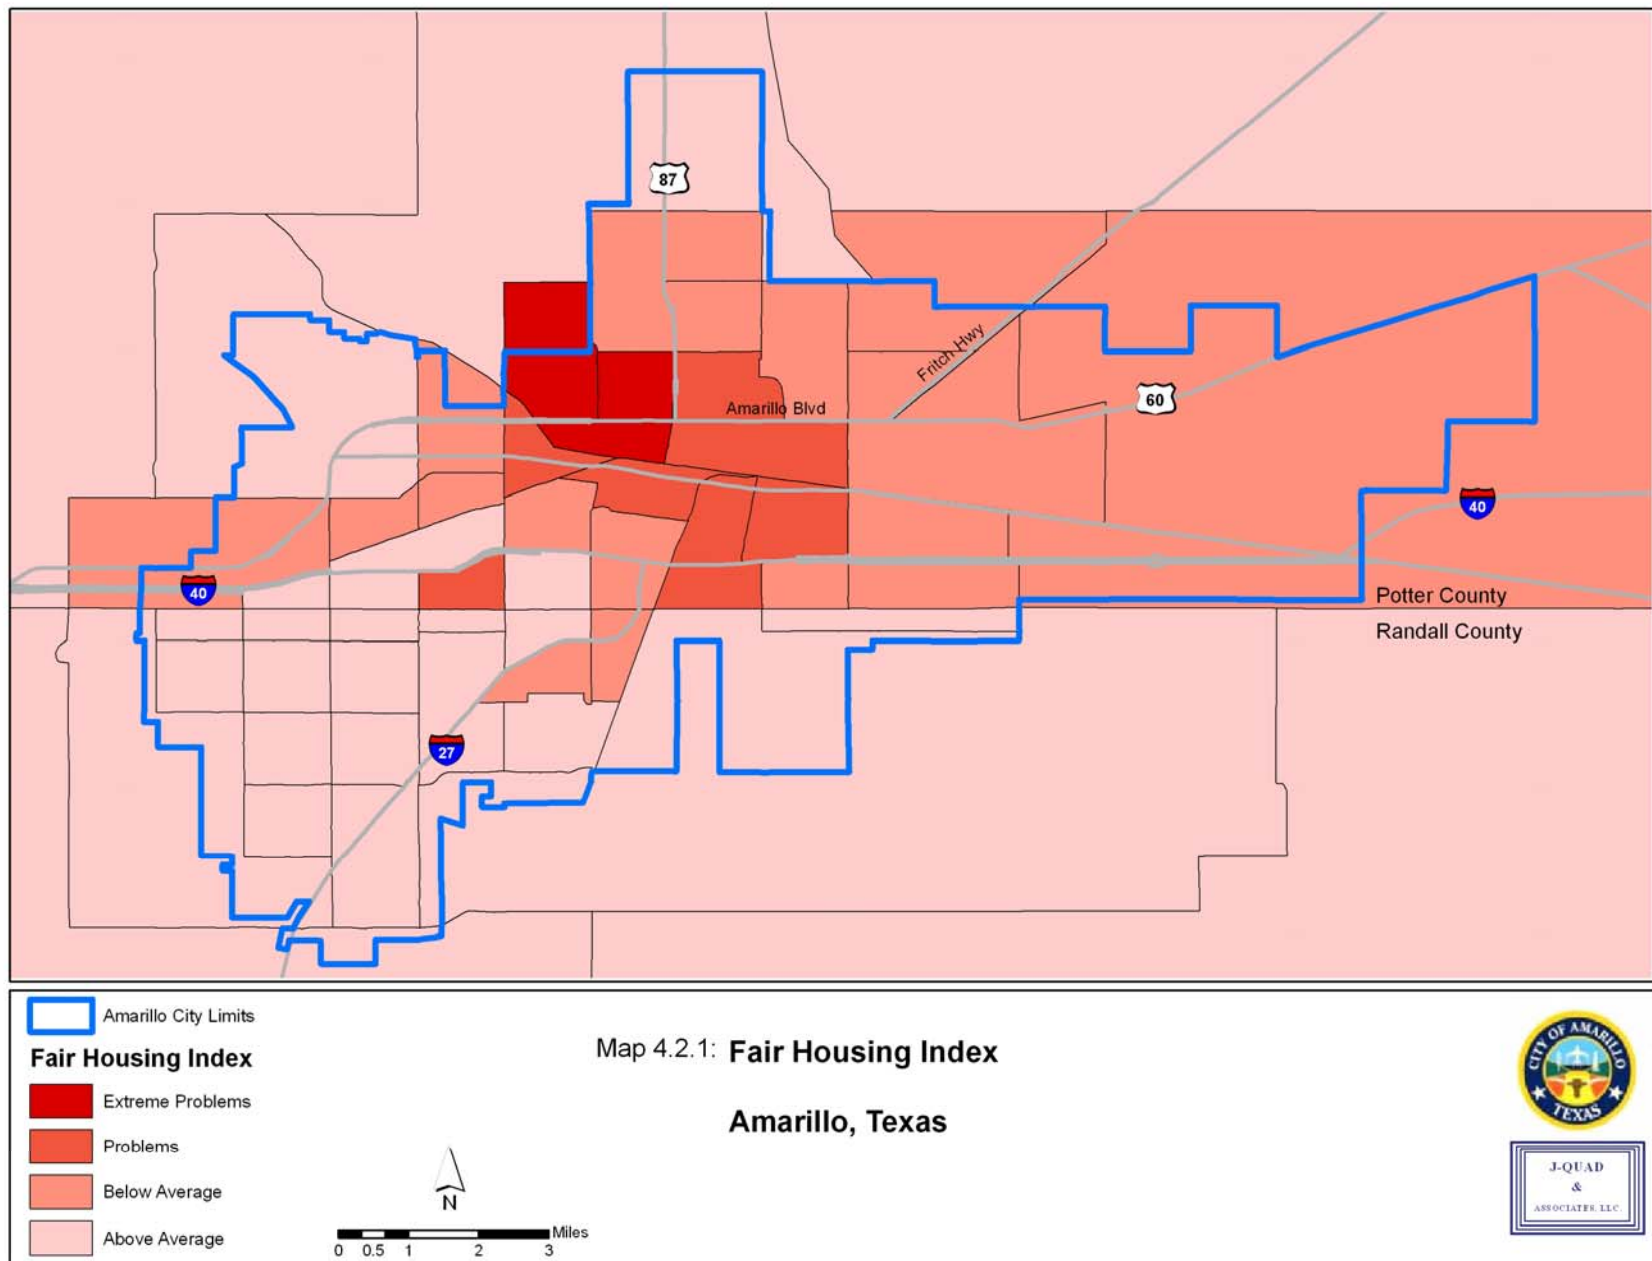 87
Fritch Hwy
Amarillo Blvd
60
40
40
Potter County
Randall County
27
Amarillo City Limits
Fair Housing Index
Extreme Problems
Problems
Below Average
Above Average
N
Miles
0 0.5 1 2 3
Map 4.2.1: Fair Housing Index
Amarillo, Texas
CITY OF AMARILLO
TEXAS
J-QUAD
&
ASSOCIATES, LLC.